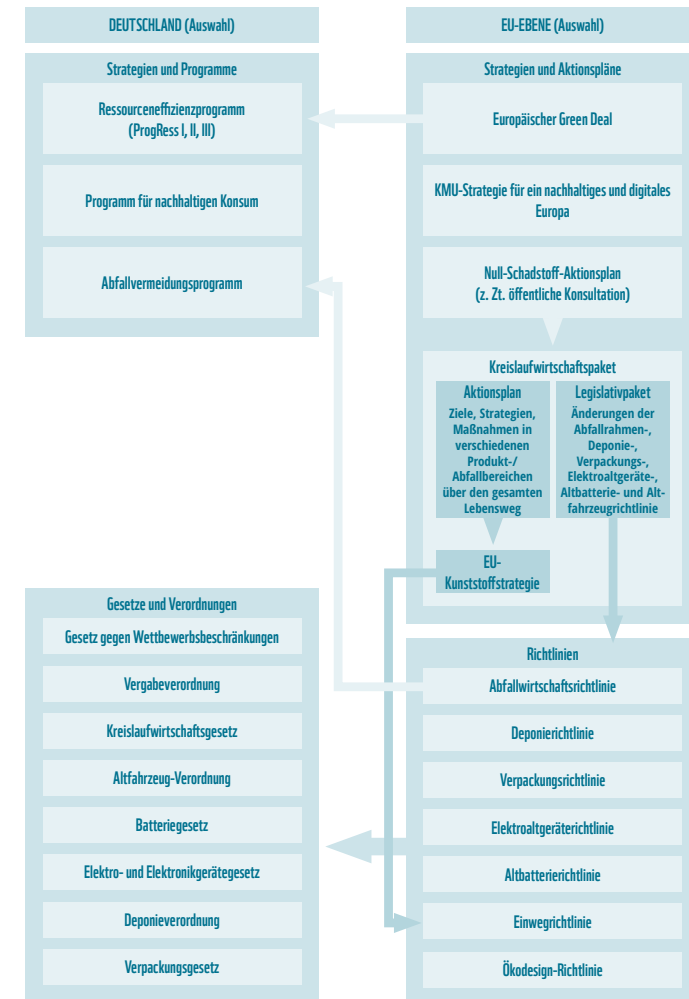 DEUTSCHLAND (Auswahl)
Strategien und Programme
Ressourceneffizienzprogramm
(ProgRess I, II, III)
Programm für nachhaltigen Konsum
Abfallvermeidungsprogramm
Gesetze und Verordnungen
Gesetz gegen Wettbewerbsbeschränkungen
Vergabeverordnung
Kreislaufwirtschaftsgesetz
Altfahrzeug-Verordnung
Batteriegesetz
Elektro- und Elektronikgerätegesetz
Deponieverordnung
Verpackungsgesetz
EU-EBENE (Auswahl)
Strategien und Aktionspläne
Europäischer Green Deal
KMU-Strategie für ein nachhaltiges und digitales
Europa
Null-Schadstoff-Aktionsplan
(z. Zt. öffentliche Konsultation)
Kreislaufwirtschaftspaket
Aktionsplan
Ziele, Strategien,
Maßnahmen in
verschiedenen
Produkt-/
Abfallbereichen
über den gesamten
Lebensweg
Legislativpaket
Änderungen der
Abfallrahmen-,
Deponie-,
Verpackungs-,
Elektroaltgeräte-,
Altbatterie- und Alt-
fahrzeugrichtlinie
EU-
Kunststoffstrategie
Richtlinien
Abfallwirtschaftsrichtlinie
Deponierichtlinie
Verpackungsrichtlinie
Elektroaltgeräterichtlinie
Altbatterierichtlinie
Einwegrichtlinie
Ökodesign-Richtlinie